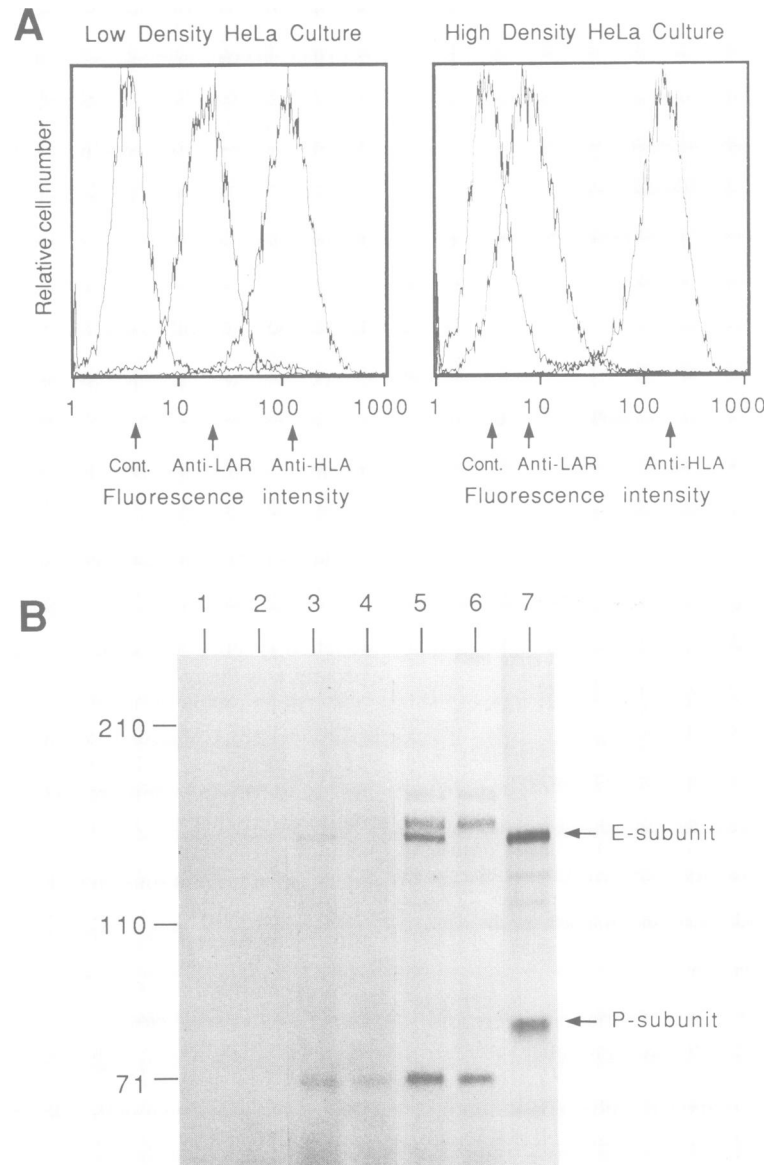 A
Low Density HeLa Culture
High Density HeLa Culture
Relative cell number
1 10 100 1000
1 10 100 1000
Cont. Anti-LAR Anti-HLA
Cont. Anti-LAR Anti-HLA
Fluorescence intensity
Fluorescence intensity
B
1 2 3 4 5 6 7
210
E-subunit
110
P-subunit
71